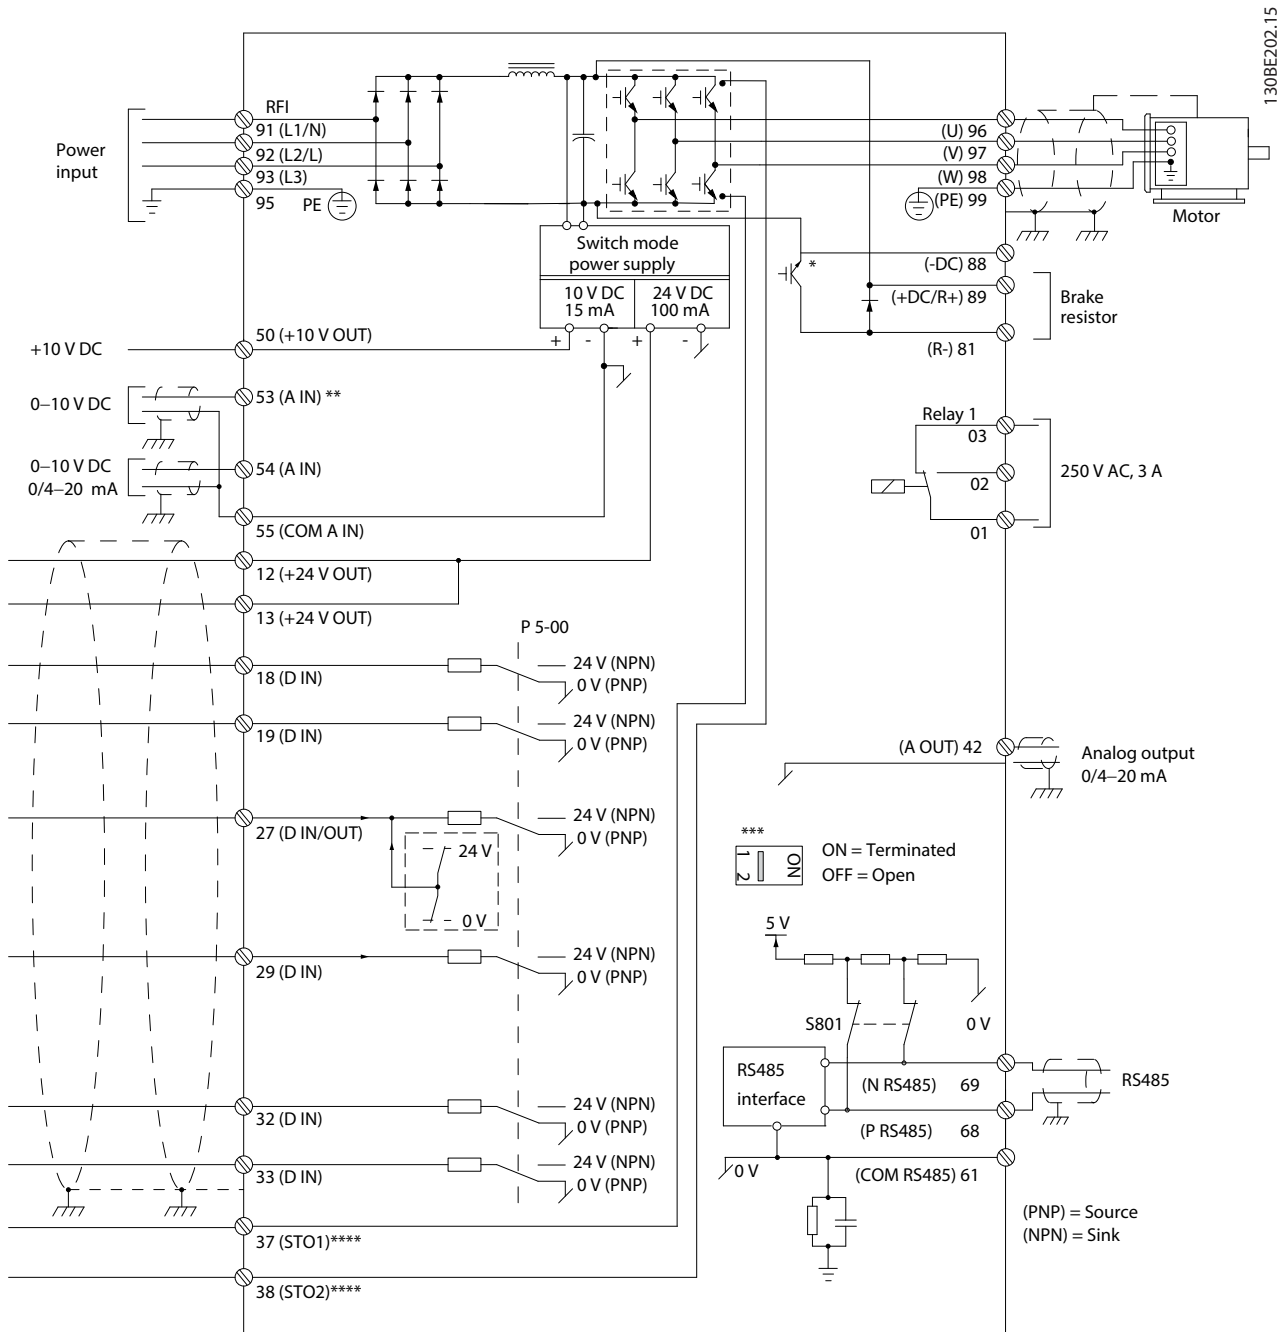 130BE202.15
Power
input
RFI
91 (L1/N)
92 (L2/L)
93 (L3)
95
PE
(U) 96
(V) 97
(W) 98
(PE) 99
Motor
Switch mode
power supply
10 V DC
15 mA
24 V DC
100 mA
+ - + -
*
(-DC) 88
(+DC/R+) 89
(R-) 81
Brake
resistor
+10 V DC
50 (+10 V OUT)
0–10 V DC
53 (A IN) **
0–10 V DC
0/4–20 mA
54 (A IN)
55 (COM A IN)
Relay 1
03
02
01
250 V AC, 3 A
12 (+24 V OUT)
13 (+24 V OUT)
P 5-00
18 (D IN)
24 V (NPN)
0 V (PNP)
19 (D IN)
24 V (NPN)
0 V (PNP)
27 (D IN/OUT)
24 V (NPN)
0 V (PNP)
24 V
0 V
29 (D IN)
24 V (NPN)
0 V (PNP)
32 (D IN)
24 V (NPN)
0 V (PNP)
33 (D IN)
24 V (NPN)
0 V (PNP)
37 (STO1)****
38 (STO2)****
(A OUT) 42
Analog output
0/4–20 mA
***
1 2 ON
ON = Terminated
OFF = Open
5 V
S801
0 V
RS485
interface
(N RS485) 69
(P RS485) 68
RS485
0 V
(COM RS485) 61
(PNP) = Source
(NPN) = Sink